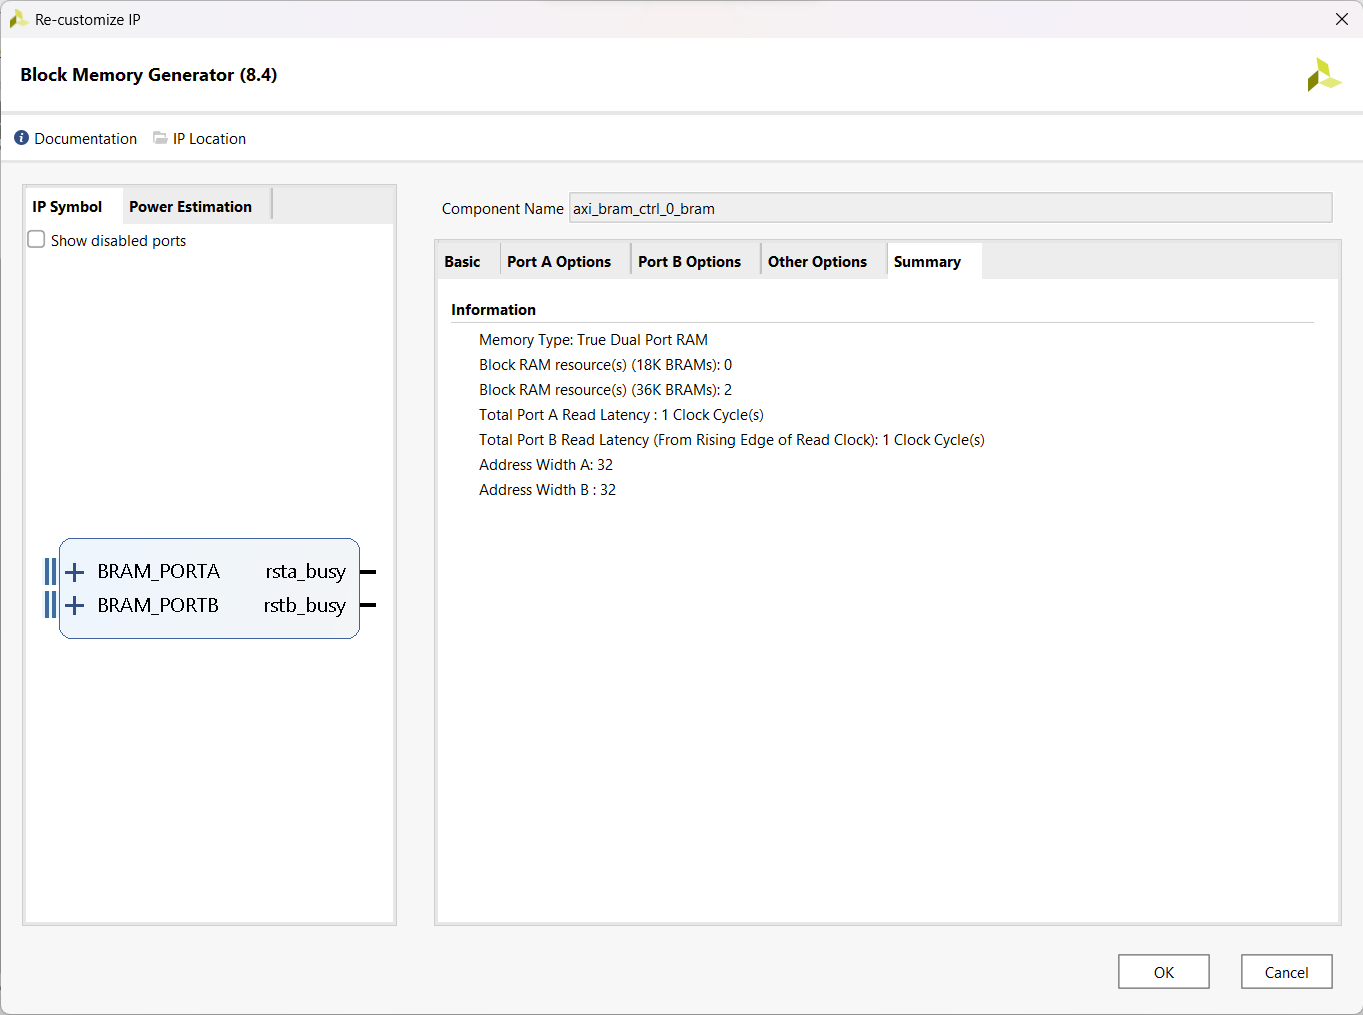 Re-customize IP
Block Memory Generator (8.4)
Documentation IP Location
IP Symbol Power Estimation
Show disabled ports
BRAM_PORTA rsta_busy
BRAM_PORTB rstb_busy
Component Name axi_bram_ctrl_0_bram
Basic Port A Options Port B Options Other Options Summary
Information
Memory Type: True Dual Port RAM
Block RAM resource(s) (18K BRAMs): 0
Block RAM resource(s) (36K BRAMs): 2
Total Port A Read Latency : 1 Clock Cycle(s)
Total Port B Read Latency (From Rising Edge of Read Clock): 1 Clock Cycle(s)
Address Width A: 32
Address Width B : 32
OK Cancel